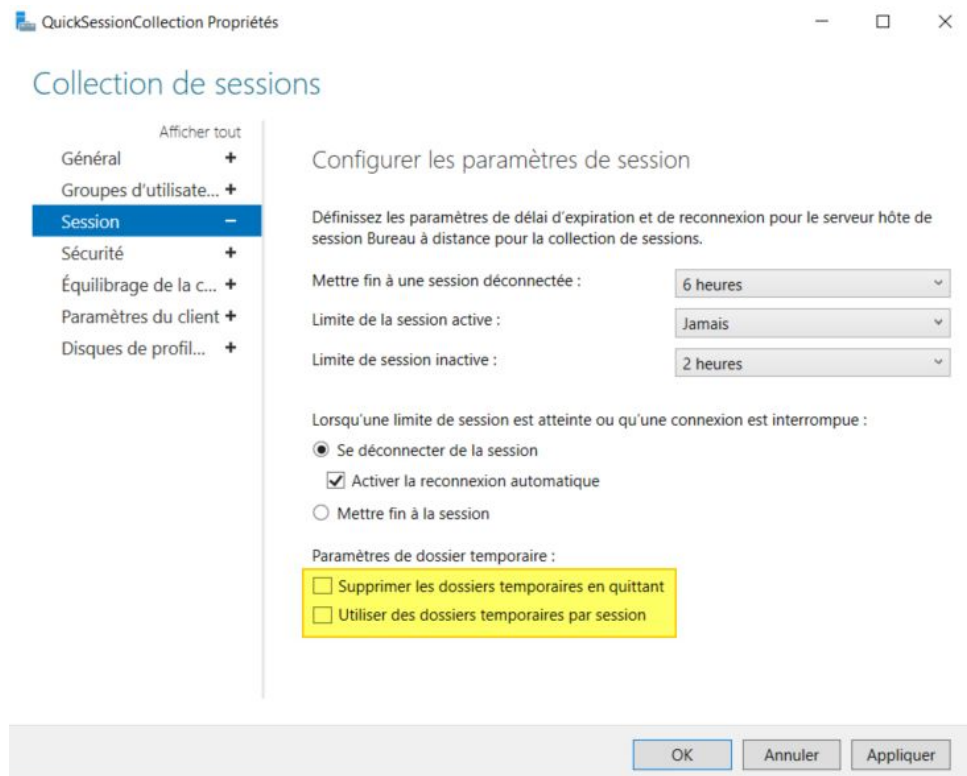 QuickSessionCollection Propriétés
Collection de sessions
Afficher tout
Général +
Groupes d'utilisate... +
Session −
Sécurité +
Équilibrage de la c... +
Paramètres du client +
Disques de profil... +
Configurer les paramètres de session
Définissez les paramètres de délai d'expiration et de reconnexion pour le serveur hôte de
session Bureau à distance pour la collection de sessions.
Mettre fin à une session déconnectée : 6 heures
Limite de la session active : Jamais
Limite de session inactive : 2 heures
Lorsqu'une limite de session est atteinte ou qu'une connexion est interrompue :
Se déconnecter de la session
Activer la reconnexion automatique
Mettre fin à la session
Paramètres de dossier temporaire :
Supprimer les dossiers temporaires en quittant
Utiliser des dossiers temporaires par session
OK Annuler Appliquer